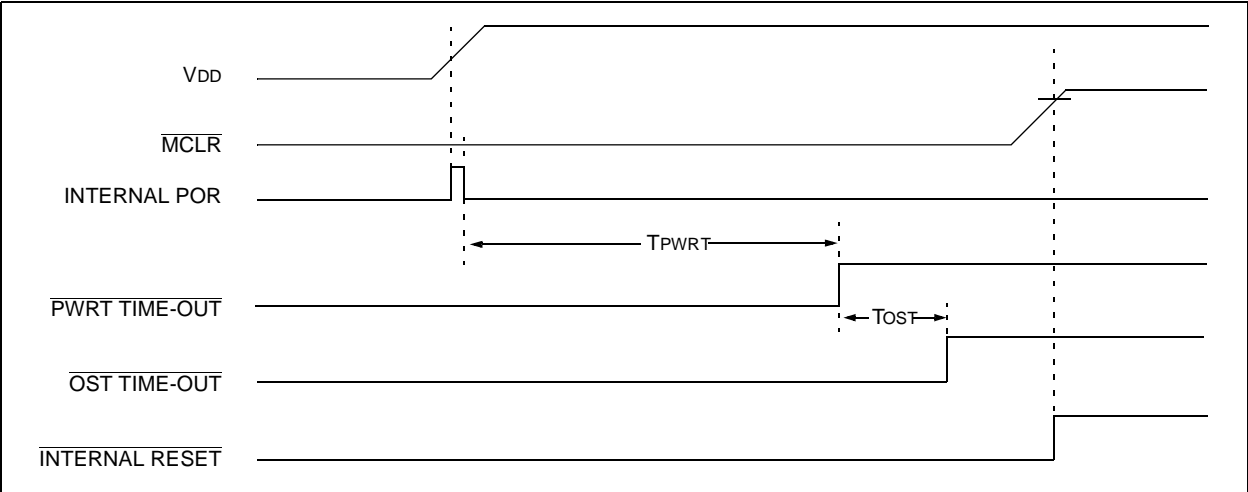 VDD
MCLR
INTERNAL POR
TPWRT
PWRT TIME-OUT
TOST
OST TIME-OUT
INTERNAL RESET